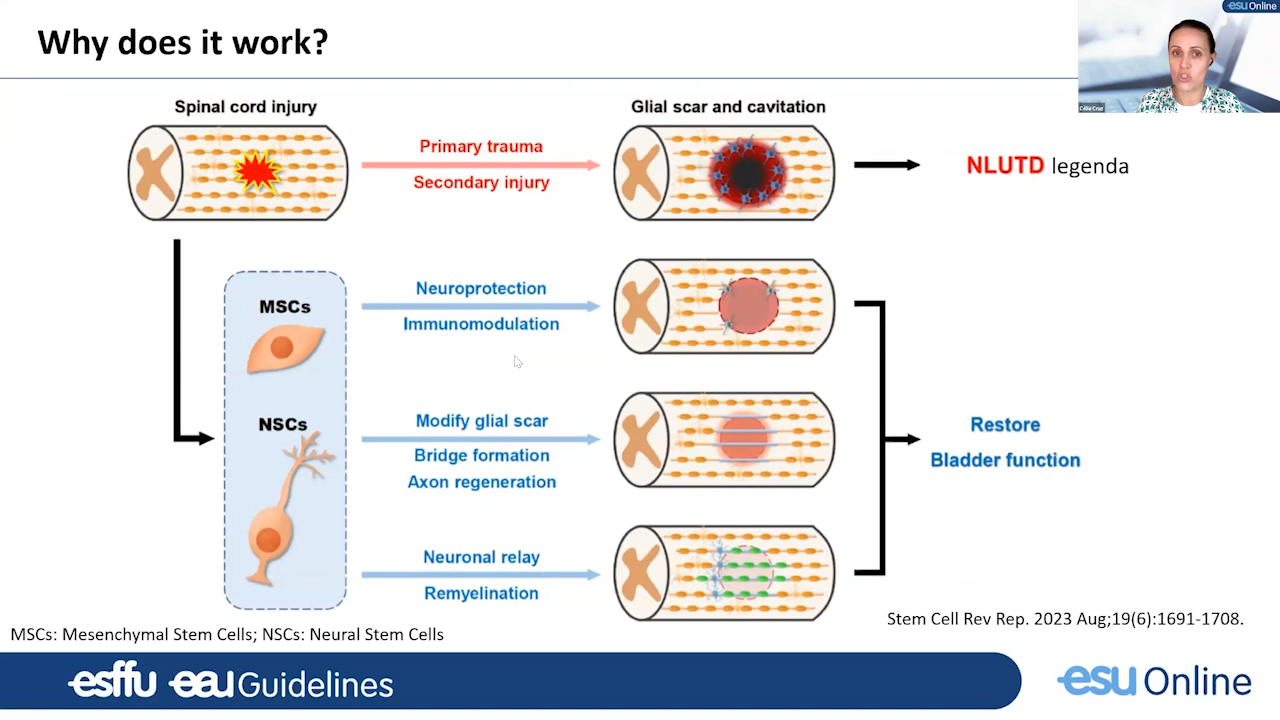 esu Online
Why does it work?
Célia Cruz
Spinal cord injury
Glial scar and cavitation
Primary trauma
Secondary injury
NLUTD legenda
MSCs
Neuroprotection
Immunomodulation
NSCs
Modify glial scar
Bridge formation
Axon regeneration
Restore
Bladder function
Neuronal relay
Remyelination
Stem Cell Rev Rep. 2023 Aug;19(6):1691-1708.
MSCs: Mesenchymal Stem Cells; NSCs: Neural Stem Cells
esffu eau Guidelines
esu Online